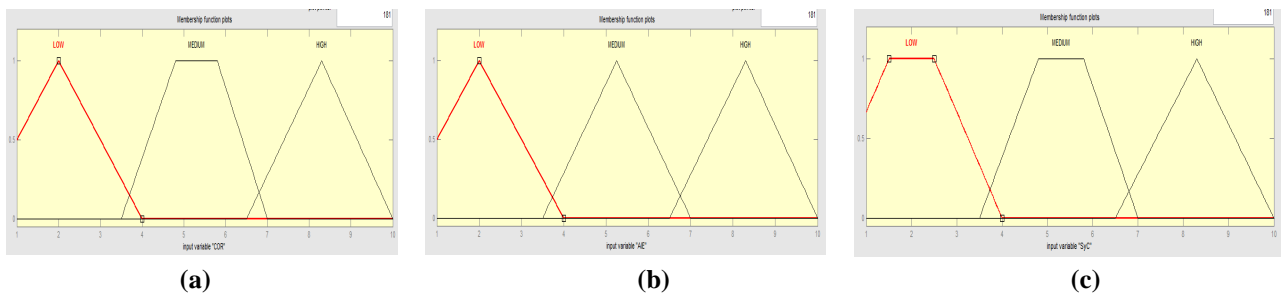 181
Membership function plots
LOW MEDIUM HIGH
1
0.5
0
1 2 3 4 5 6 7 8 9 10
input variable "COR"
(a)
181
Membership function plots
LOW MEDIUM HIGH
1
0.5
0
1 2 3 4 5 6 7 8 9 10
input variable "AiE"
(b)
181
Membership function plots
LOW MEDIUM HIGH
1
0.5
0
1 2 3 4 5 6 7 8 9 10
input variable "SyC"
(c)